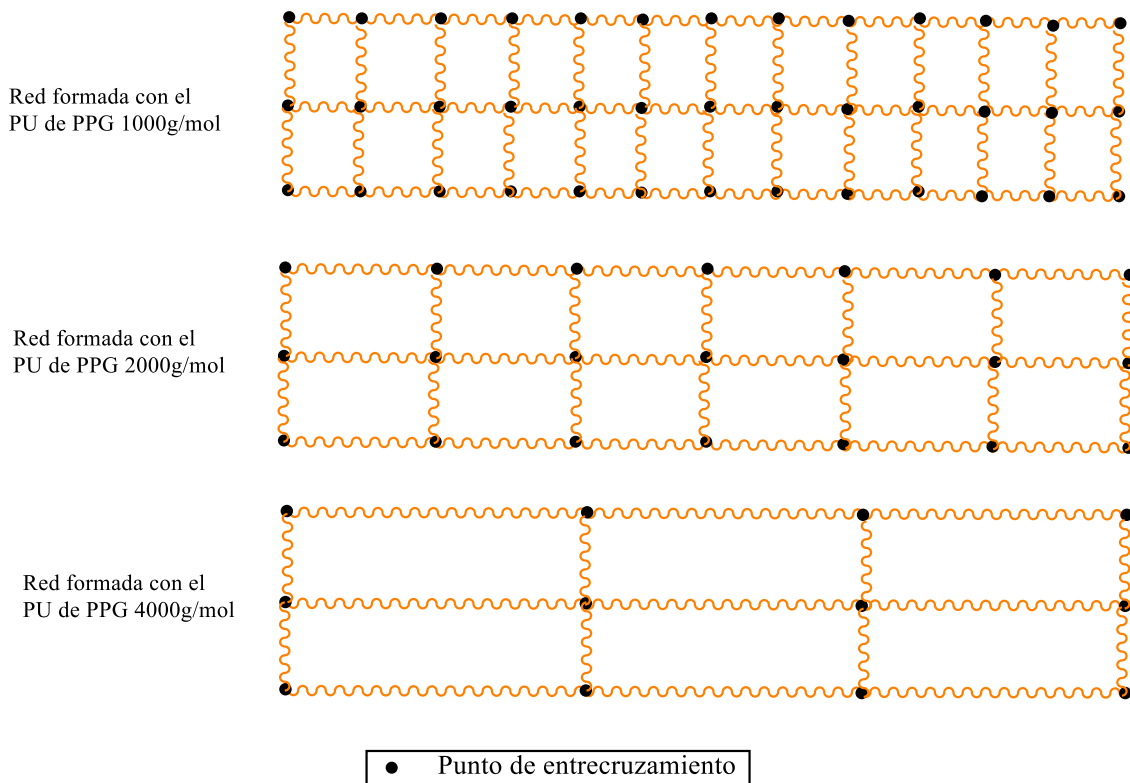 Red formada con el
PU de PPG 1000g/mol
Red formada con el
PU de PPG 2000g/mol
Red formada con el
PU de PPG 4000g/mol
Punto de entrecruzamiento